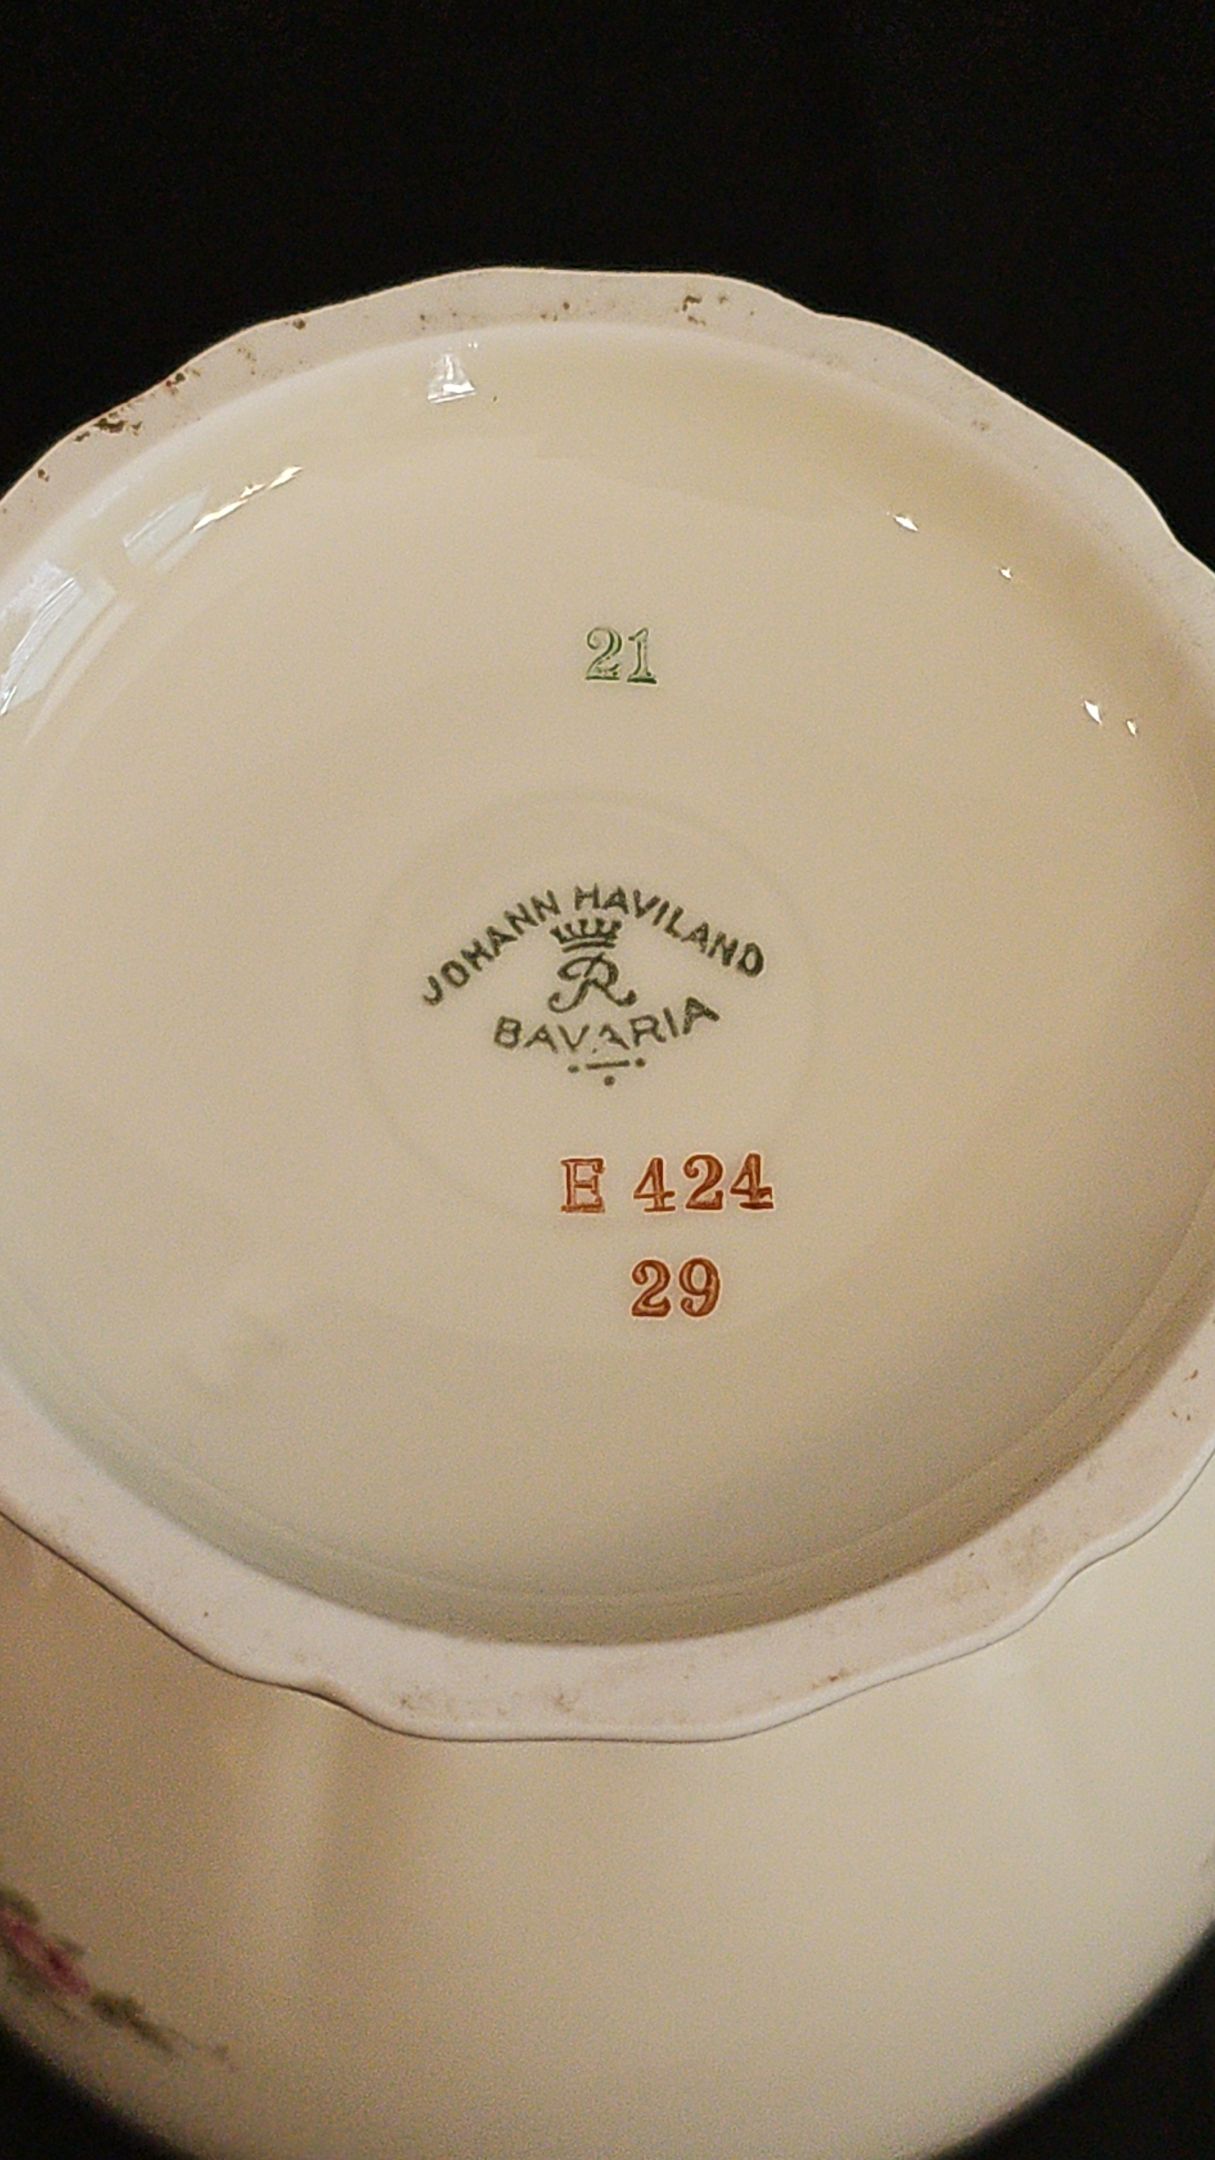 21
JOHANN HAVILAND
R
BAVARIA
E 424
29